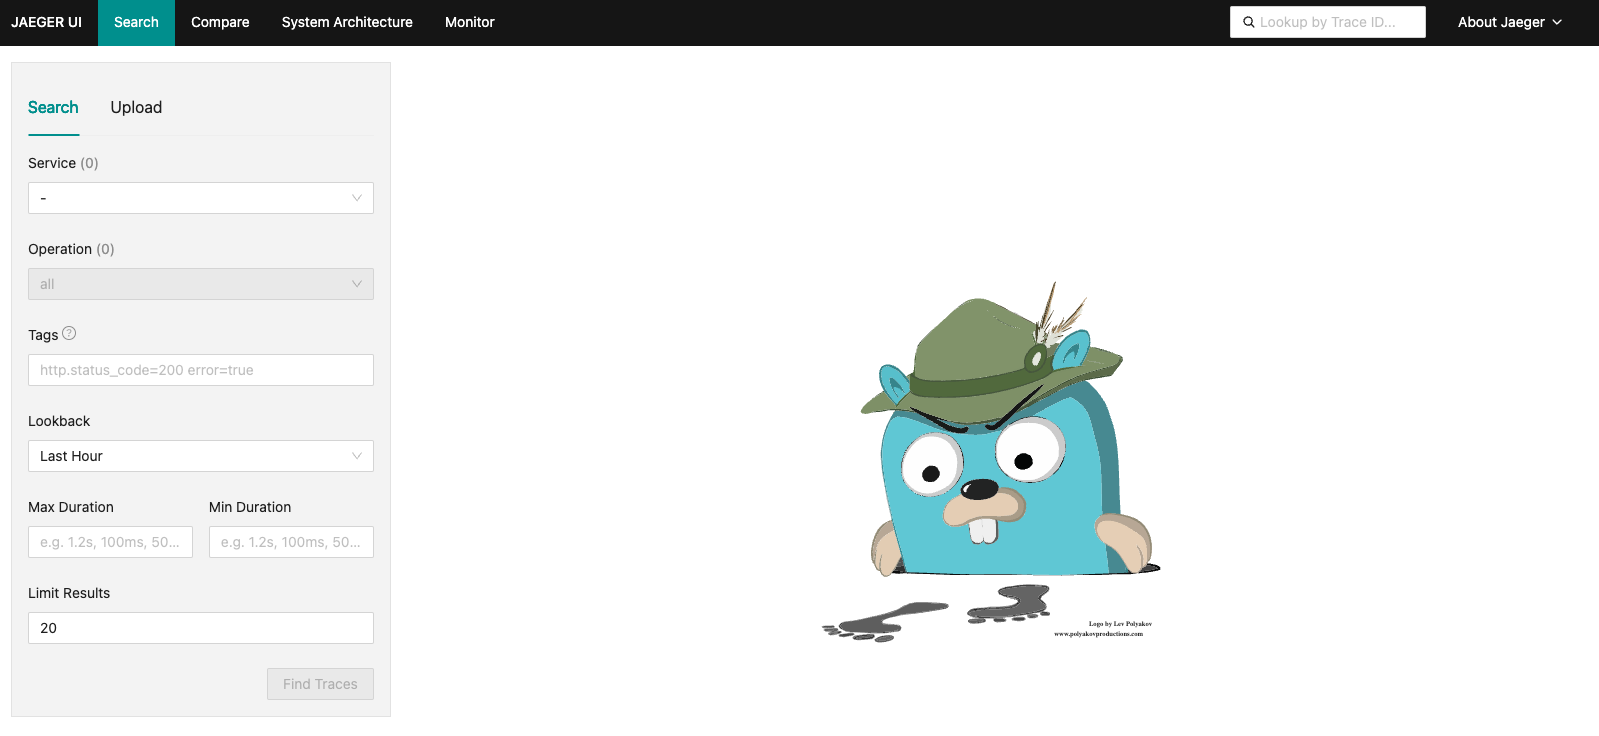 JAEGER UI
Search
Compare
System Architecture
Monitor
Lookup by Trace ID...
About Jaeger
Search
Upload
Service (0)
-
Operation (0)
all
Tags
?
http.status_code=200 error=true
Lookback
Last Hour
Max Duration
Min Duration
e.g. 1.2s, 100ms, 50...
e.g. 1.2s, 100ms, 50...
Limit Results
20
Find Traces
Logo by Lev Polyakov
www.polyakovproductions.com